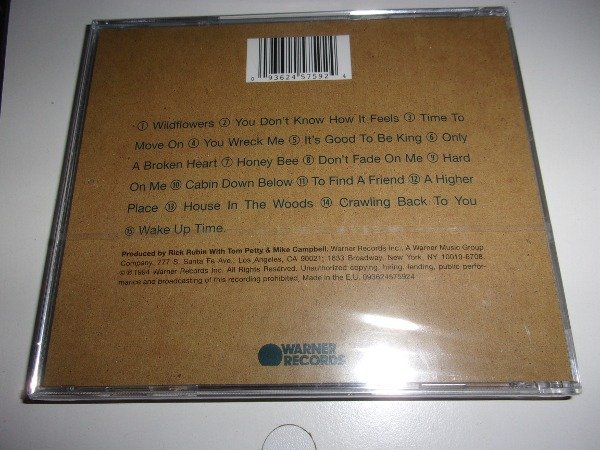 0 93624 57592 4
① Wildflowers ② You Don't Know How It Feels ③ Time To
Move On ④ You Wreck Me ⑤ It's Good To Be King ⑥ Only
A Broken Heart ⑦ Honey Bee ⑧ Don't Fade On Me ⑨ Hard
On Me ⑩ Cabin Down Below ⑪ To Find A Friend ⑫ A Higher
Place ⑬ House In The Woods ⑭ Crawling Back To You
⑮ Wake Up Time.
Produced by Rick Rubin With Tom Petty & Mike Campbell. Warner Records Inc., A Warner Music Group
Company, 777 S. Santa Fe Ave., Los Angeles, CA 90021; 1633 Broadway, New York, NY 10019-6708.
℗©1994 Warner Records Inc. All Rights Reserved. Unauthorized copying, hiring, lending, public perfor-
mance and broadcasting of this recording prohibited. Made in the E.U. 093624575924
WARNER
RECORDS